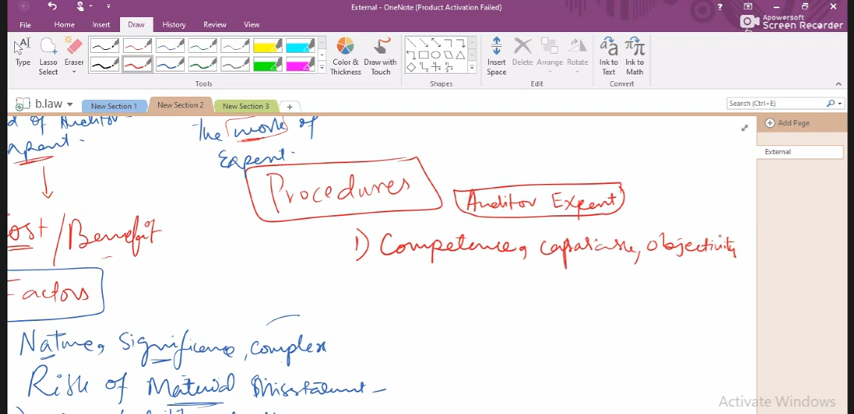 External - OneNote (Product Activation Failed)
Apowersoft
Screen Recorder
File Home Insert Draw History Review View
Type
Lasso Select
Eraser
Color & Thickness
Draw with Touch
Insert Space
Delete
Arrange
Rotate
Ink to Text
Ink to Math
Tools
Shapes
Edit
Convert
b.law
New Section 1
New Section 2
New Section 3
Search (Ctrl+E)
Add Page
External
d of Auditor
The work of
Expert.
Procedures
Auditor Expert
/Benefit
1) Competence, objectivity
Factors
Nature, Significance, complex
Risk of Material
Activate Windows